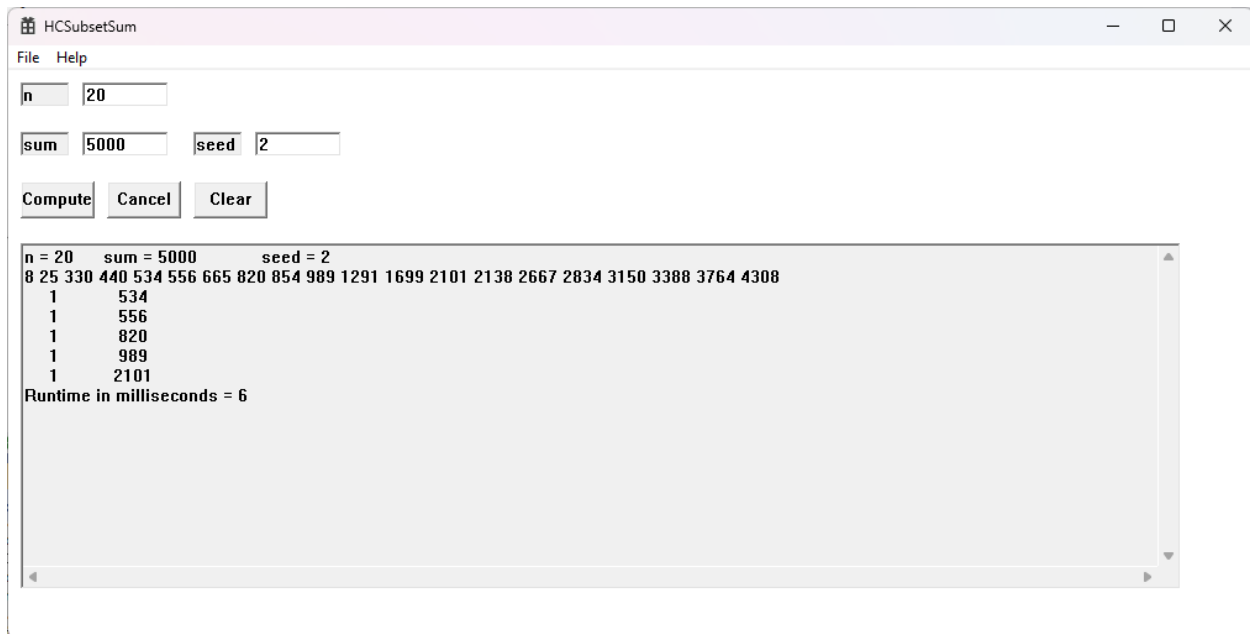 HCSubsetSum
File Help
n 20
sum 5000 seed 2
Compute Cancel Clear
n = 20 sum = 5000 seed = 2
8 25 330 440 534 556 665 820 854 989 1291 1699 2101 2138 2667 2834 3150 3388 3764 4308
1 534
1 556
1 820
1 989
1 2101
Runtime in milliseconds = 6